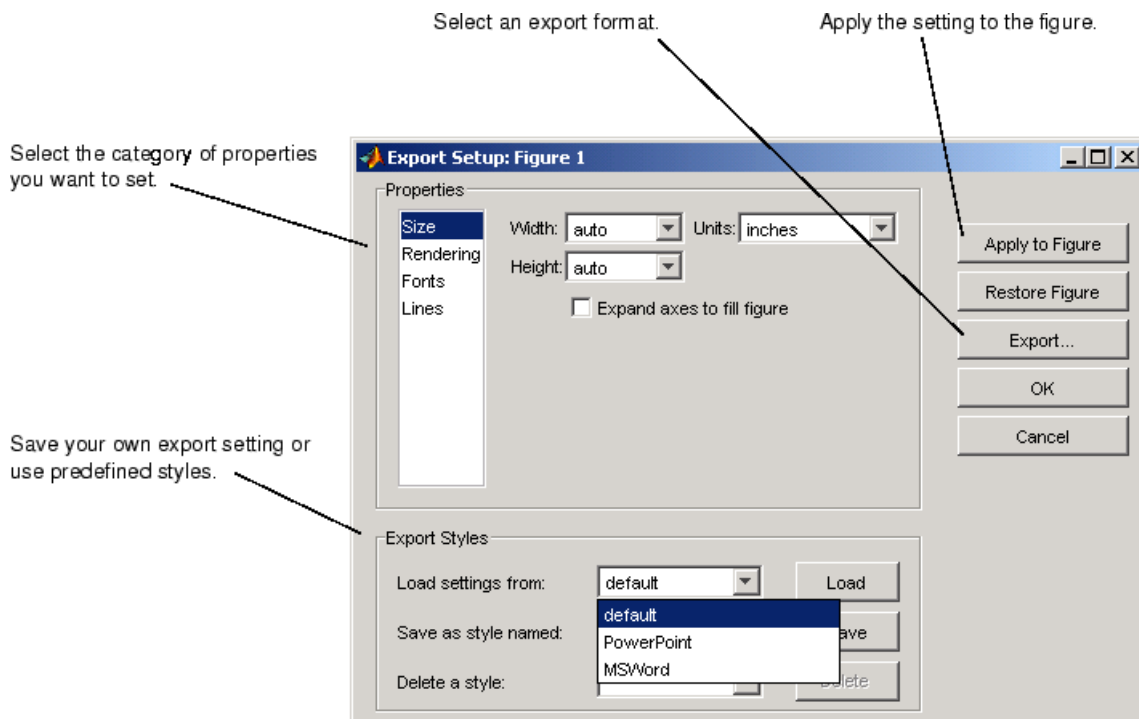 Select an export format.
Apply the setting to the figure.
Select the category of properties
you want to set.
Export Setup: Figure 1
Properties
Size
Rendering
Fonts
Lines
Width: auto Units: inches
Height: auto
Expand axes to fill figure
Apply to Figure
Restore Figure
Export...
OK
Cancel
Save your own export setting or
use predefined styles.
Export Styles
Load settings from: default Load
default
PowerPoint
MSWord
Save as style named: ave
Delete a style: Delete